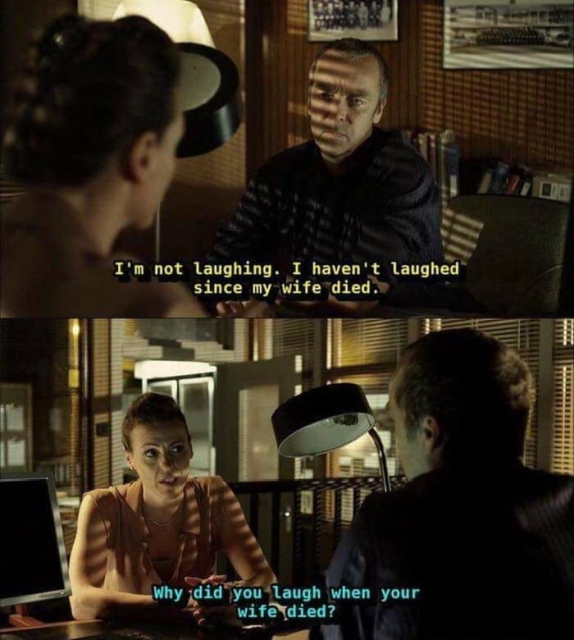 I'm not laughing. I haven't laughed
since my wife died.
Why did you laugh when your
wife died?